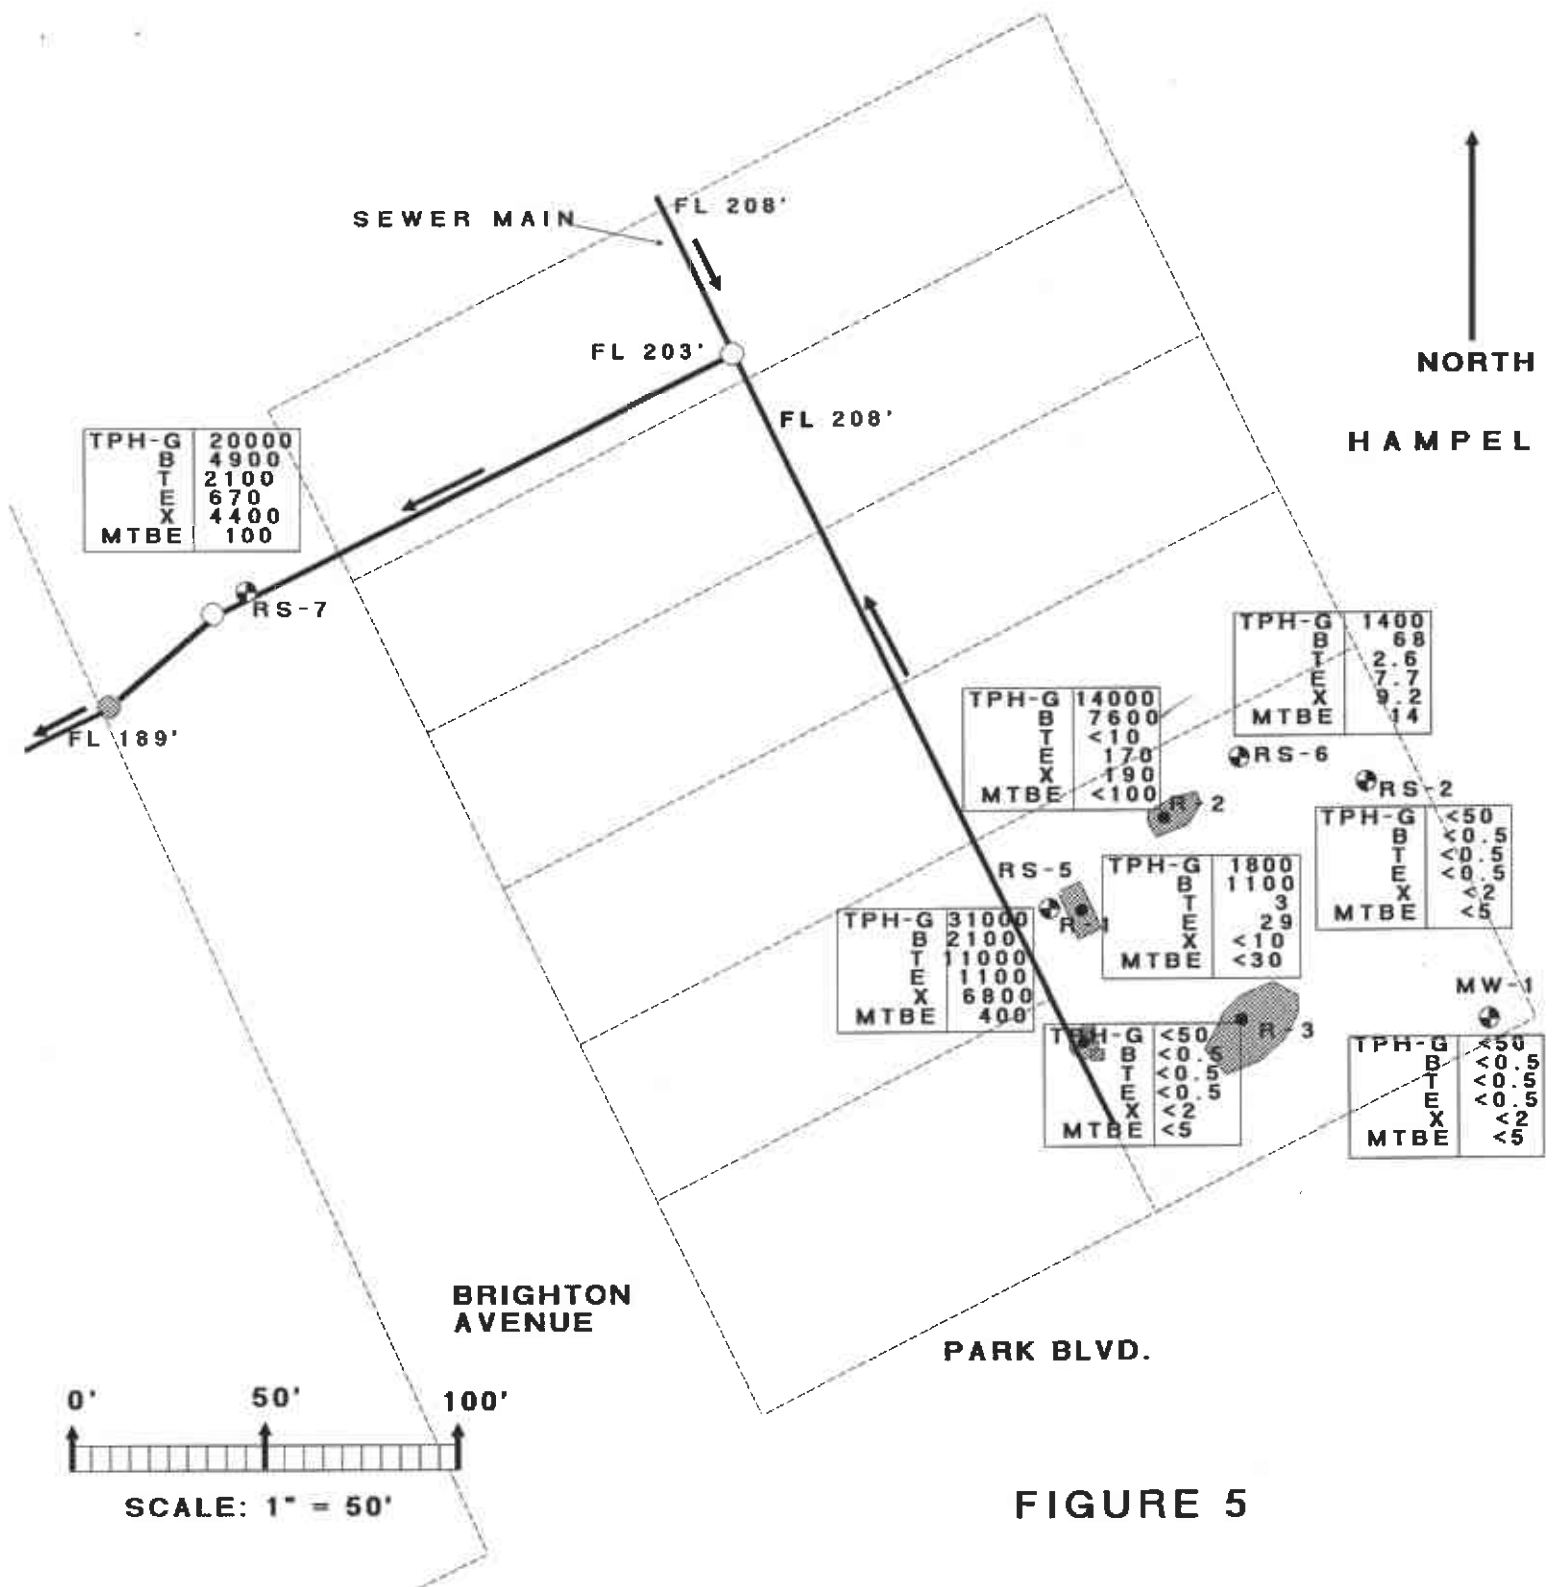 FL 208'
SEWER MAIN
FL 203'
NORTH
FL 208'
HAMPEL
TPH-G 20000
B 4900
T 2100
E 670
X 4400
MTBE 100
RS-7
FL 189'
TPH-G 1400
B 68
T 2.6
E 7.7
X 9.2
MTBE 14
RS-6
TPH-G 14000
B 7600
T <10
E 170
X 190
MTBE <100
R-2
RS-2
TPH-G <50
B <0.5
T <0.5
E <0.5
X <2
MTBE <5
RS-5
R-1
TPH-G 1800
B 1100
T 3
E 29
X <10
MTBE <30
TPH-G 31000
B 2100
T 11000
E 1100
X 6800
MTBE 400
MW-1
R-3
TPH-G <50
B <0.5
T <0.5
E <0.5
X <2
MTBE <5
TPH-G <50
B <0.5
T <0.5
E <0.5
X <2
MTBE <5
BRIGHTON
AVENUE
PARK BLVD.
0' 50' 100'
SCALE: 1" = 50'
FIGURE 5